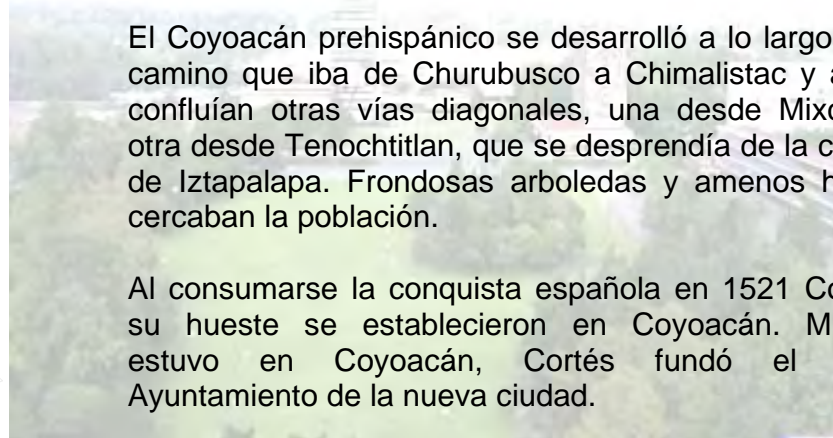 El Coyoacán prehispánico se desarrolló a lo largo
camino que iba de Churubusco a Chimalistac y a
confluían otras vías diagonales, una desde Mixc
otra desde Tenochtitlan, que se desprendía de la c
de Iztapalapa. Frondosas arboledas y amenos h
cercaban la población.
Al consumarse la conquista española en 1521 Co
su hueste se establecieron en Coyoacán. M
estuvo en Coyoacán, Cortés fundó el
Ayuntamiento de la nueva ciudad.